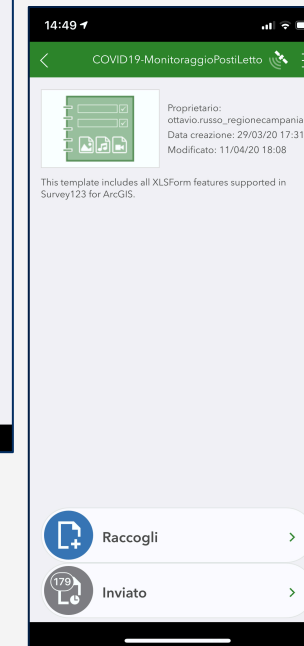 14:49
COVID19-MonitoraggioPostiLetto
Proprietario:
ottavio.russo_regionecampania
Data creazione: 29/03/20 17:31
Modificato: 11/04/20 18:08
This template includes all XLSForm features supported in
Survey123 for ArcGIS.
Raccogli
179
Inviato